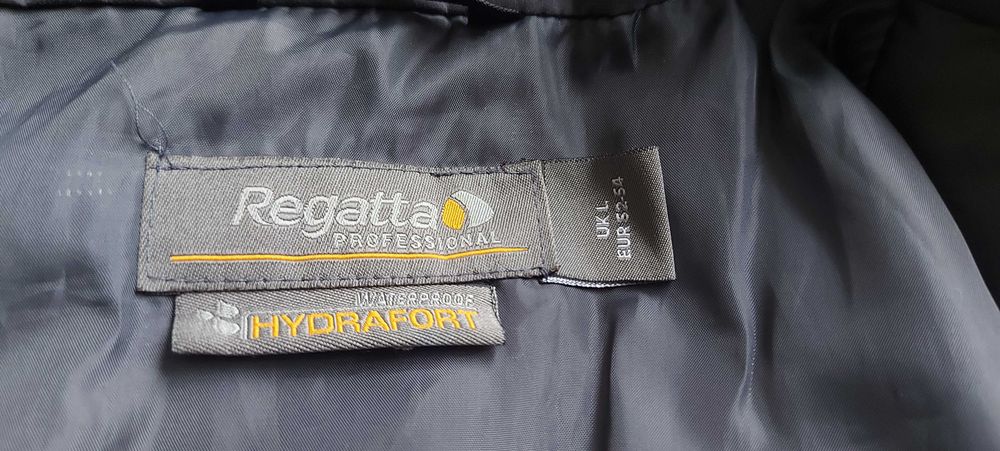 Regatta
PROFESSIONAL
UK L
EUR 52-54
WATERPROOF
HYDRAFORT